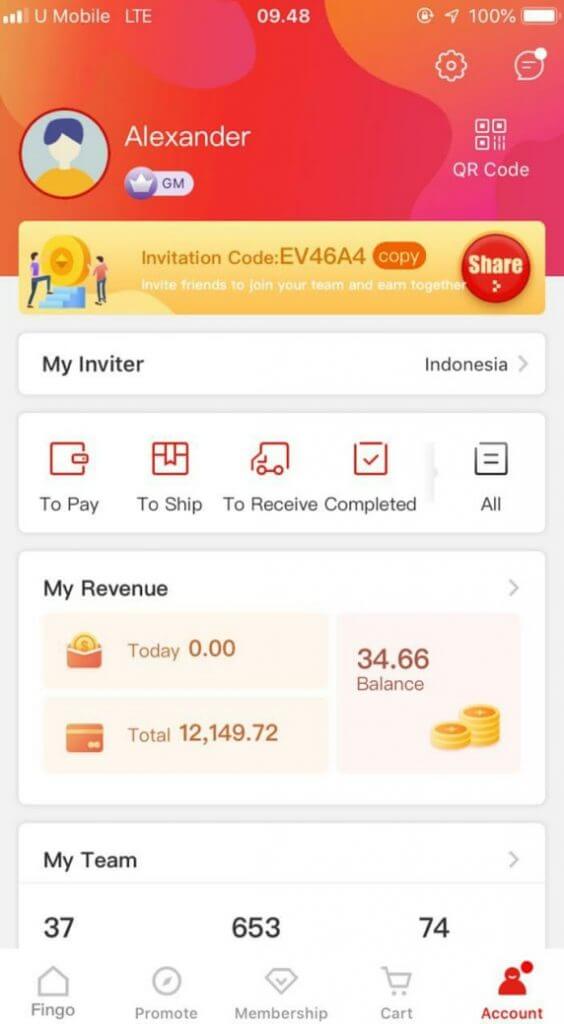 U Mobile LTE 09.48 100%
Alexander
GM
QR Code
Invitation Code:EV46A4 copy
Invite friends to join your team and earn together
Share
My Inviter Indonesia
To Pay To Ship To Receive Completed All
My Revenue
Today 0.00
34.66
Balance
Total 12,149.72
My Team
37 653 74
Fingo Promote Membership Cart Account